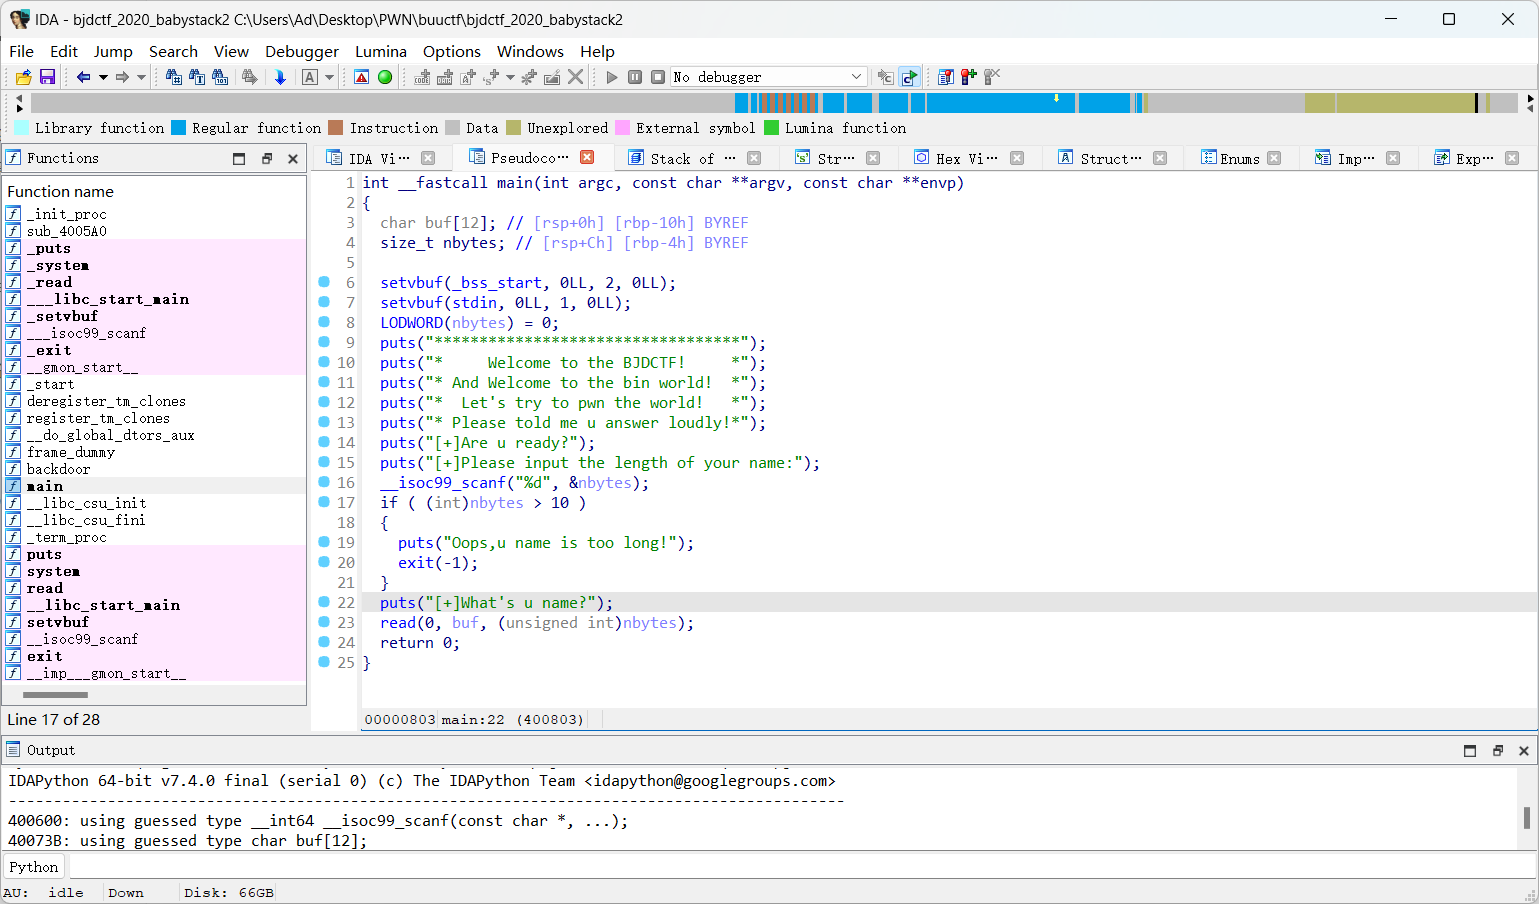 IDA - bjdctf_2020_babystack2 C:\Users\Ad\Desktop\PWN\buuctf\bjdctf_2020_babystack2
File Edit Jump Search View Debugger Lumina Options Windows Help
No debugger
Library function Regular function Instruction Data Unexplored External symbol Lumina function
Functions
IDA Vi… Pseudoco… Stack of … Str… Hex Vi… Struct… Enums Imp… Exp…
Function name
_init_proc
sub_4005A0
_puts
_system
_read
___libc_start_main
_setvbuf
___isoc99_scanf
_exit
__gmon_start__
_start
deregister_tm_clones
register_tm_clones
__do_global_dtors_aux
frame_dummy
backdoor
main
__libc_csu_init
__libc_csu_fini
_term_proc
puts
system
read
__libc_start_main
setvbuf
__isoc99_scanf
exit
__imp___gmon_start__
Line 17 of 28
1 int __fastcall main(int argc, const char **argv, const char **envp)
2 {
3   char buf[12]; // [rsp+0h] [rbp-10h] BYREF
4   size_t nbytes; // [rsp+Ch] [rbp-4h] BYREF
5
6   setvbuf(_bss_start, 0LL, 2, 0LL);
7   setvbuf(stdin, 0LL, 1, 0LL);
8   LODWORD(nbytes) = 0;
9   puts("**********************************");
10   puts("*     Welcome to the BJDCTF!     *");
11   puts("* And Welcome to the bin world!  *");
12   puts("*  Let's try to pwn the world!   *");
13   puts("* Please told me u answer loudly!*");
14   puts("[+]Are u ready?");
15   puts("[+]Please input the length of your name:");
16   __isoc99_scanf("%d", &nbytes);
17   if ( (int)nbytes > 10 )
18   {
19     puts("Oops,u name is too long!");
20     exit(-1);
21   }
22   puts("[+]What's u name?");
23   read(0, buf, (unsigned int)nbytes);
24   return 0;
25 }
00000803 main:22 (400803)
Output
IDAPython 64-bit v7.4.0 final (serial 0) (c) The IDAPython Team <idapython@googlegroups.com>
---------------------------------------------------------------------------------------------
400600: using guessed type __int64 __isoc99_scanf(const char *, ...);
40073B: using guessed type char buf[12];
Python
AU: idle Down Disk: 66GB